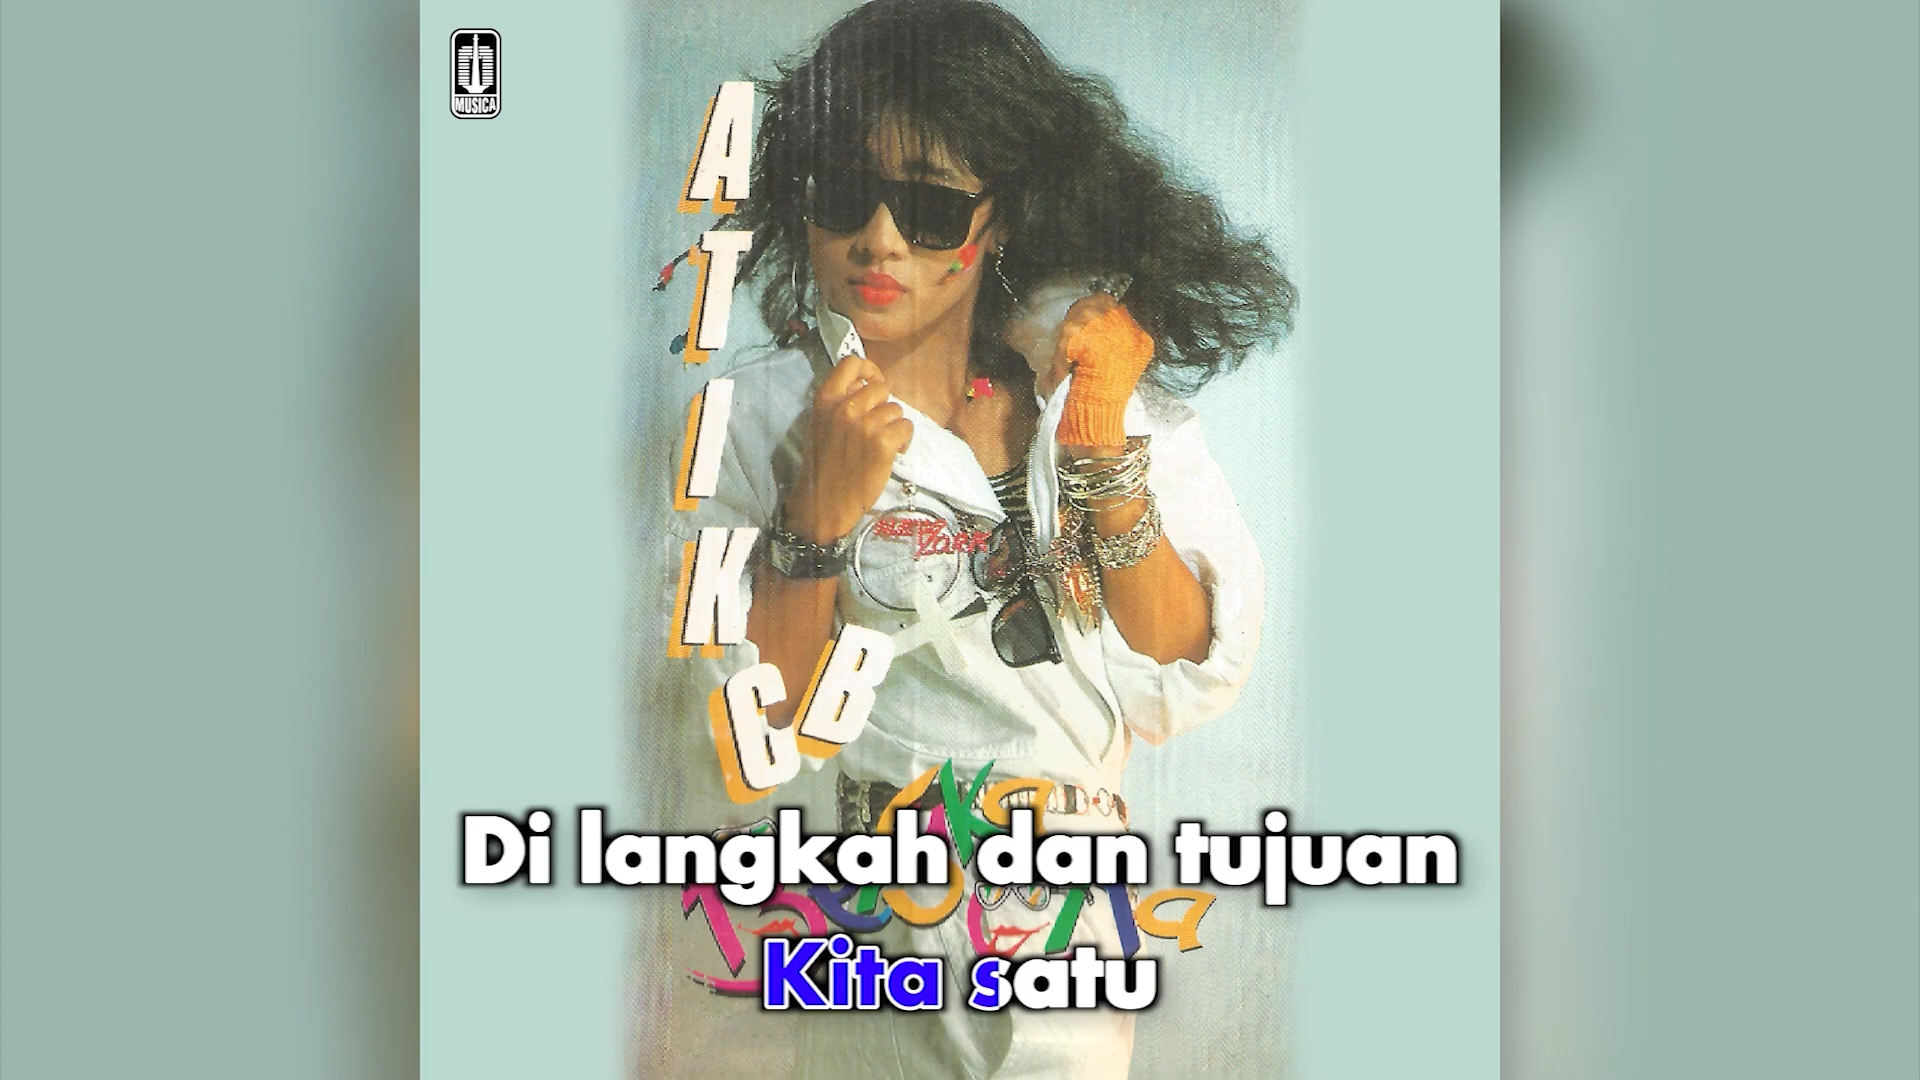 MUSICA
ATIK
CB
Di langkah dan tujuan
Kita satu